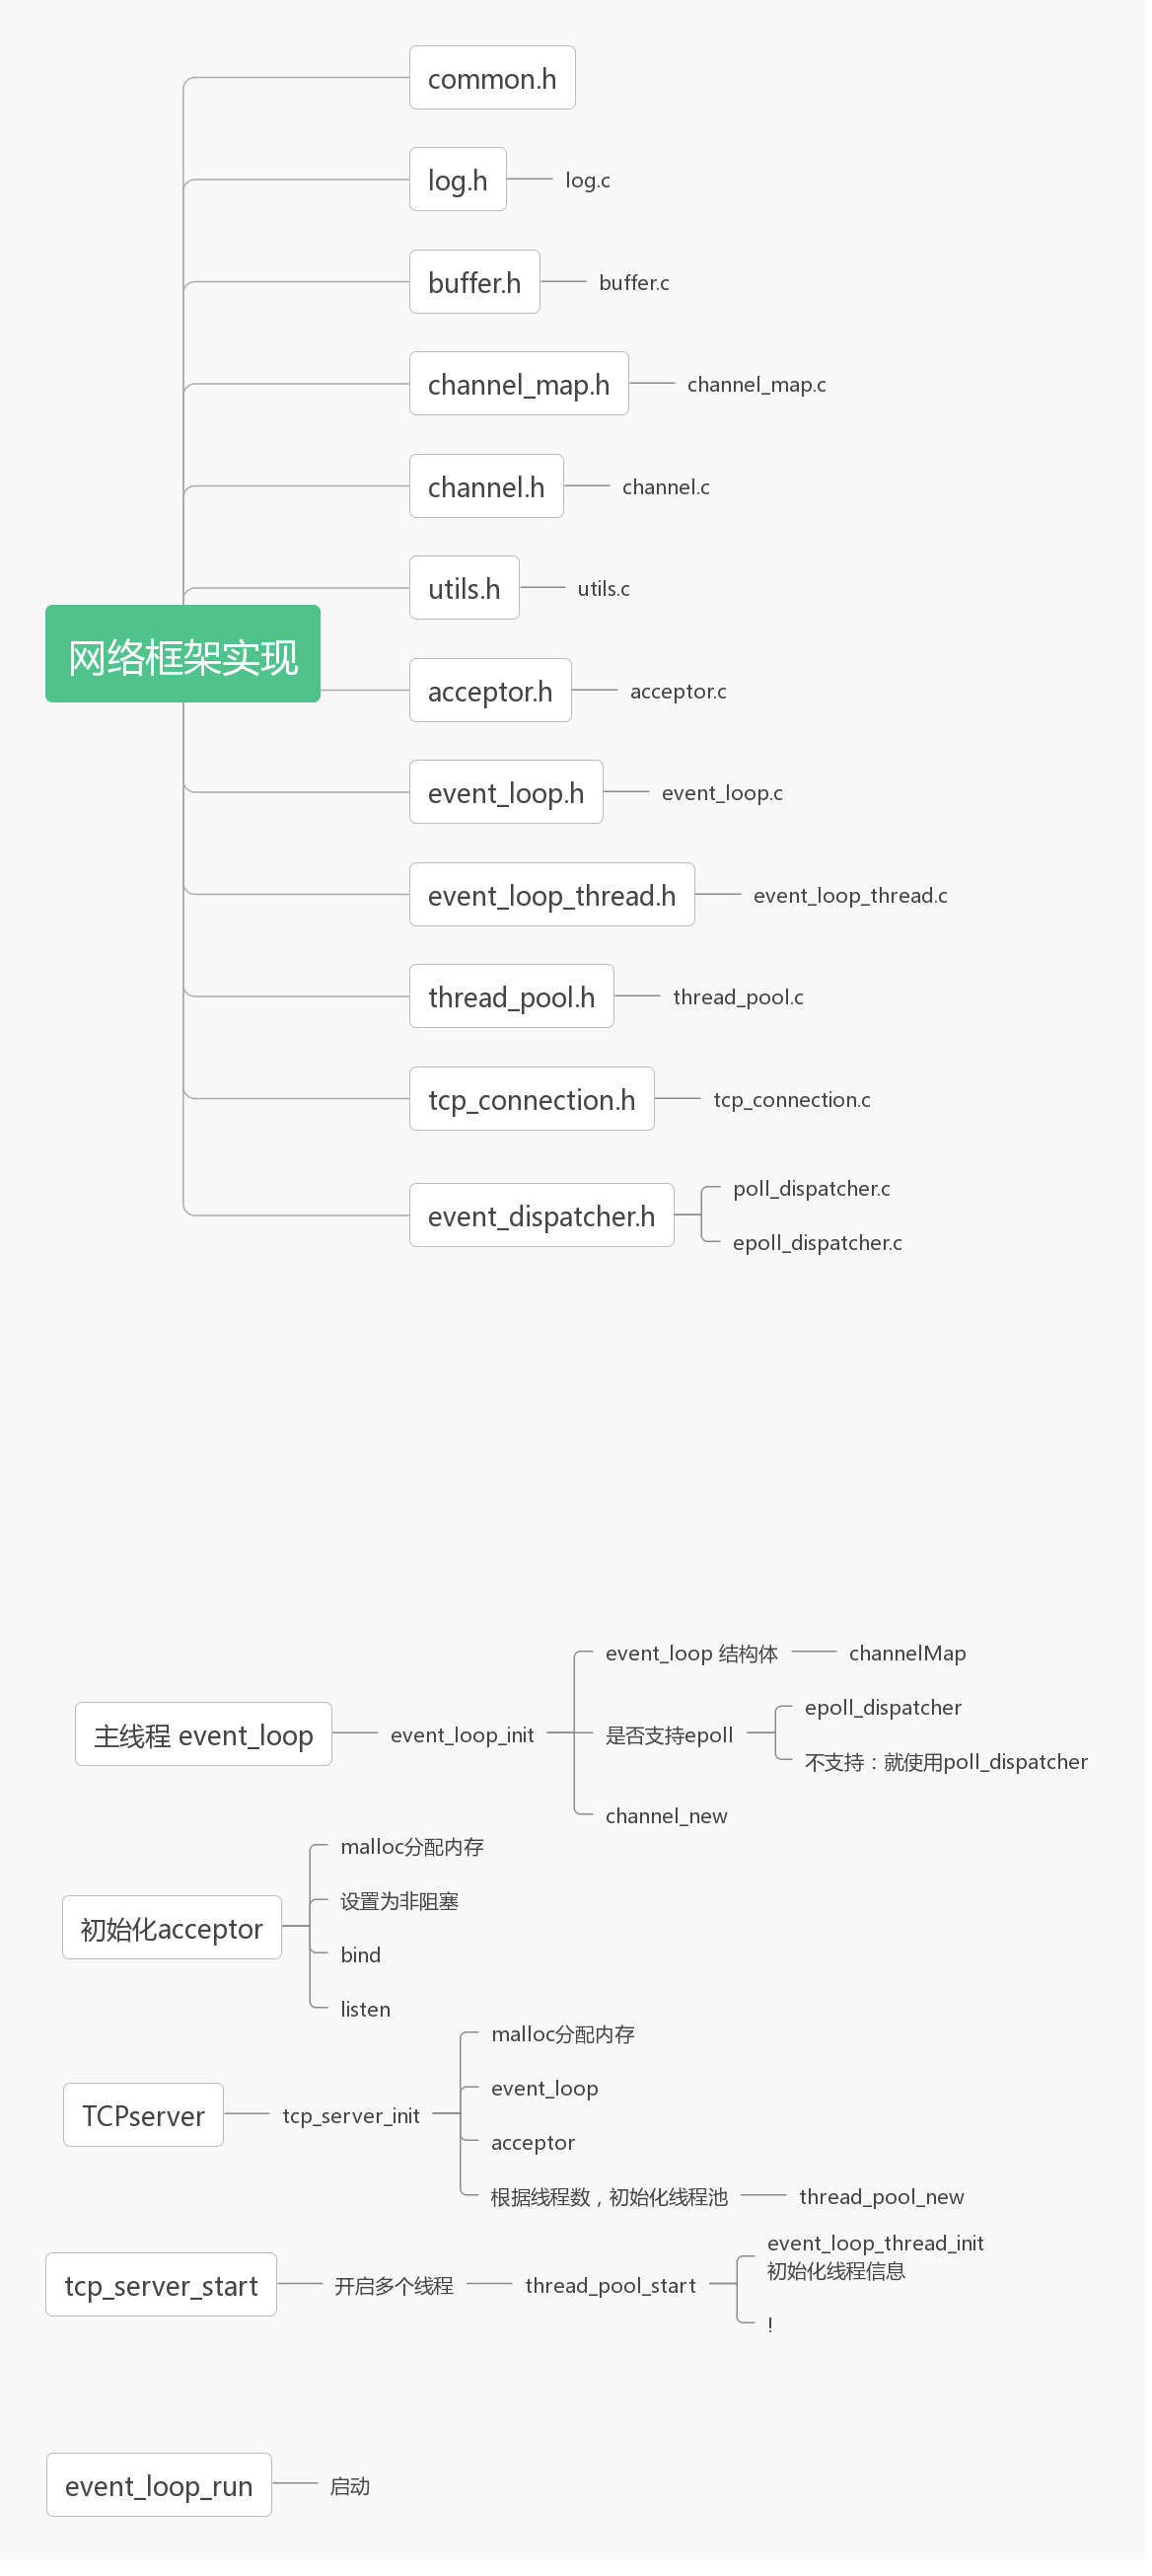 common.h
log.h
log.c
buffer.h
buffer.c
channel_map.h
channel_map.c
channel.h
channel.c
utils.h
utils.c
网络框架实现
acceptor.h
acceptor.c
event_loop.h
event_loop.c
event_loop_thread.h
event_loop_thread.c
thread_pool.h
thread_pool.c
tcp_connection.h
tcp_connection.c
event_dispatcher.h
poll_dispatcher.c
epoll_dispatcher.c
主线程 event_loop
event_loop_init
event_loop 结构体
channelMap
是否支持epoll
epoll_dispatcher
不支持：就使用poll_dispatcher
channel_new
初始化acceptor
malloc分配内存
设置为非阻塞
bind
listen
TCPserver
tcp_server_init
malloc分配内存
event_loop
acceptor
根据线程数，初始化线程池
thread_pool_new
tcp_server_start
开启多个线程
thread_pool_start
event_loop_thread_init
初始化线程信息
!
event_loop_run
启动